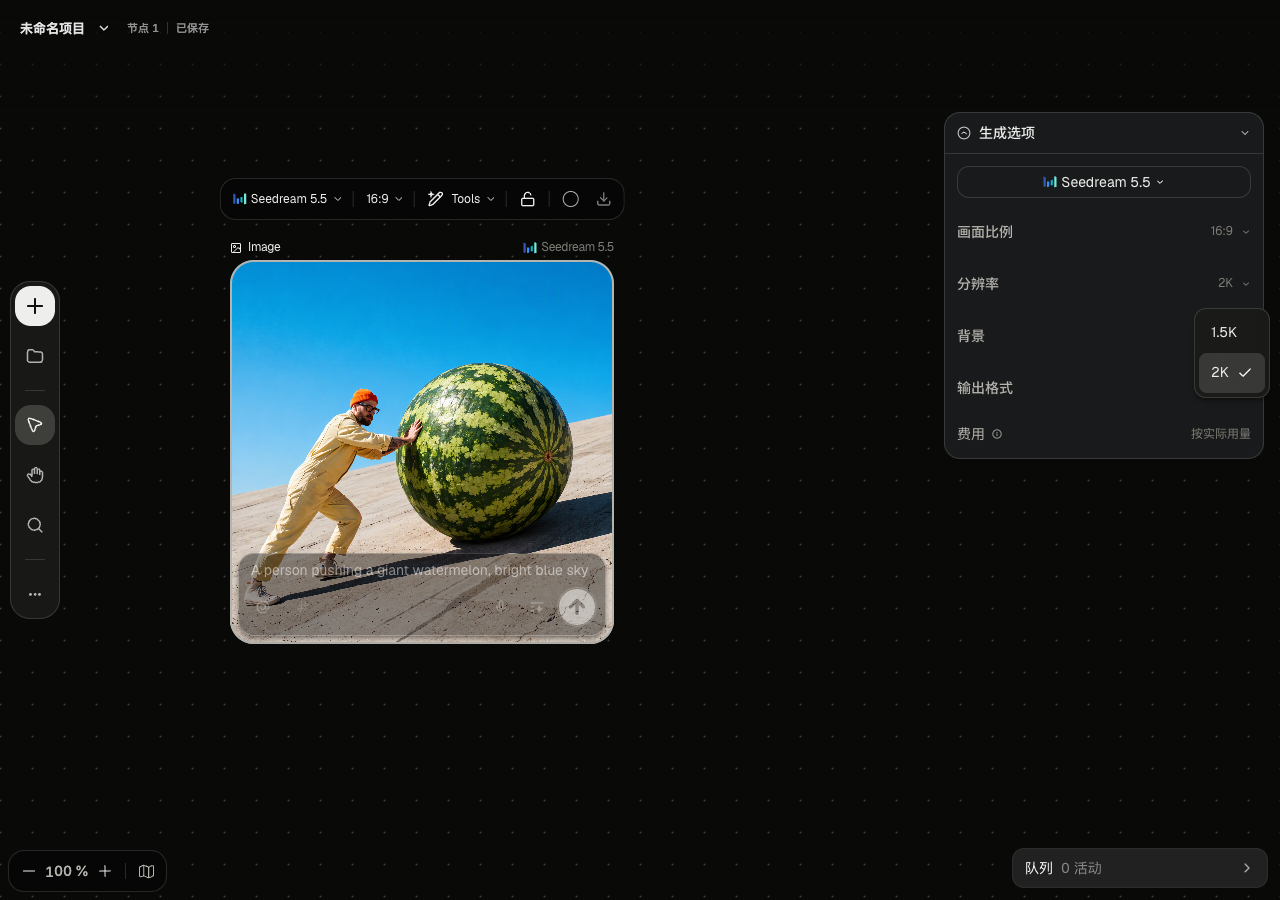 未命名项目
节点 1
已保存
生成选项
Seedream 5.5
画面比例
16:9
分辨率
2K
1.5K
2K
背景
输出格式
费用
按实际用量
Seedream 5.5
16:9
Tools
Image
Seedream 5.5
A person pushing a giant watermelon, bright blue sky
100 %
队列
0 活动